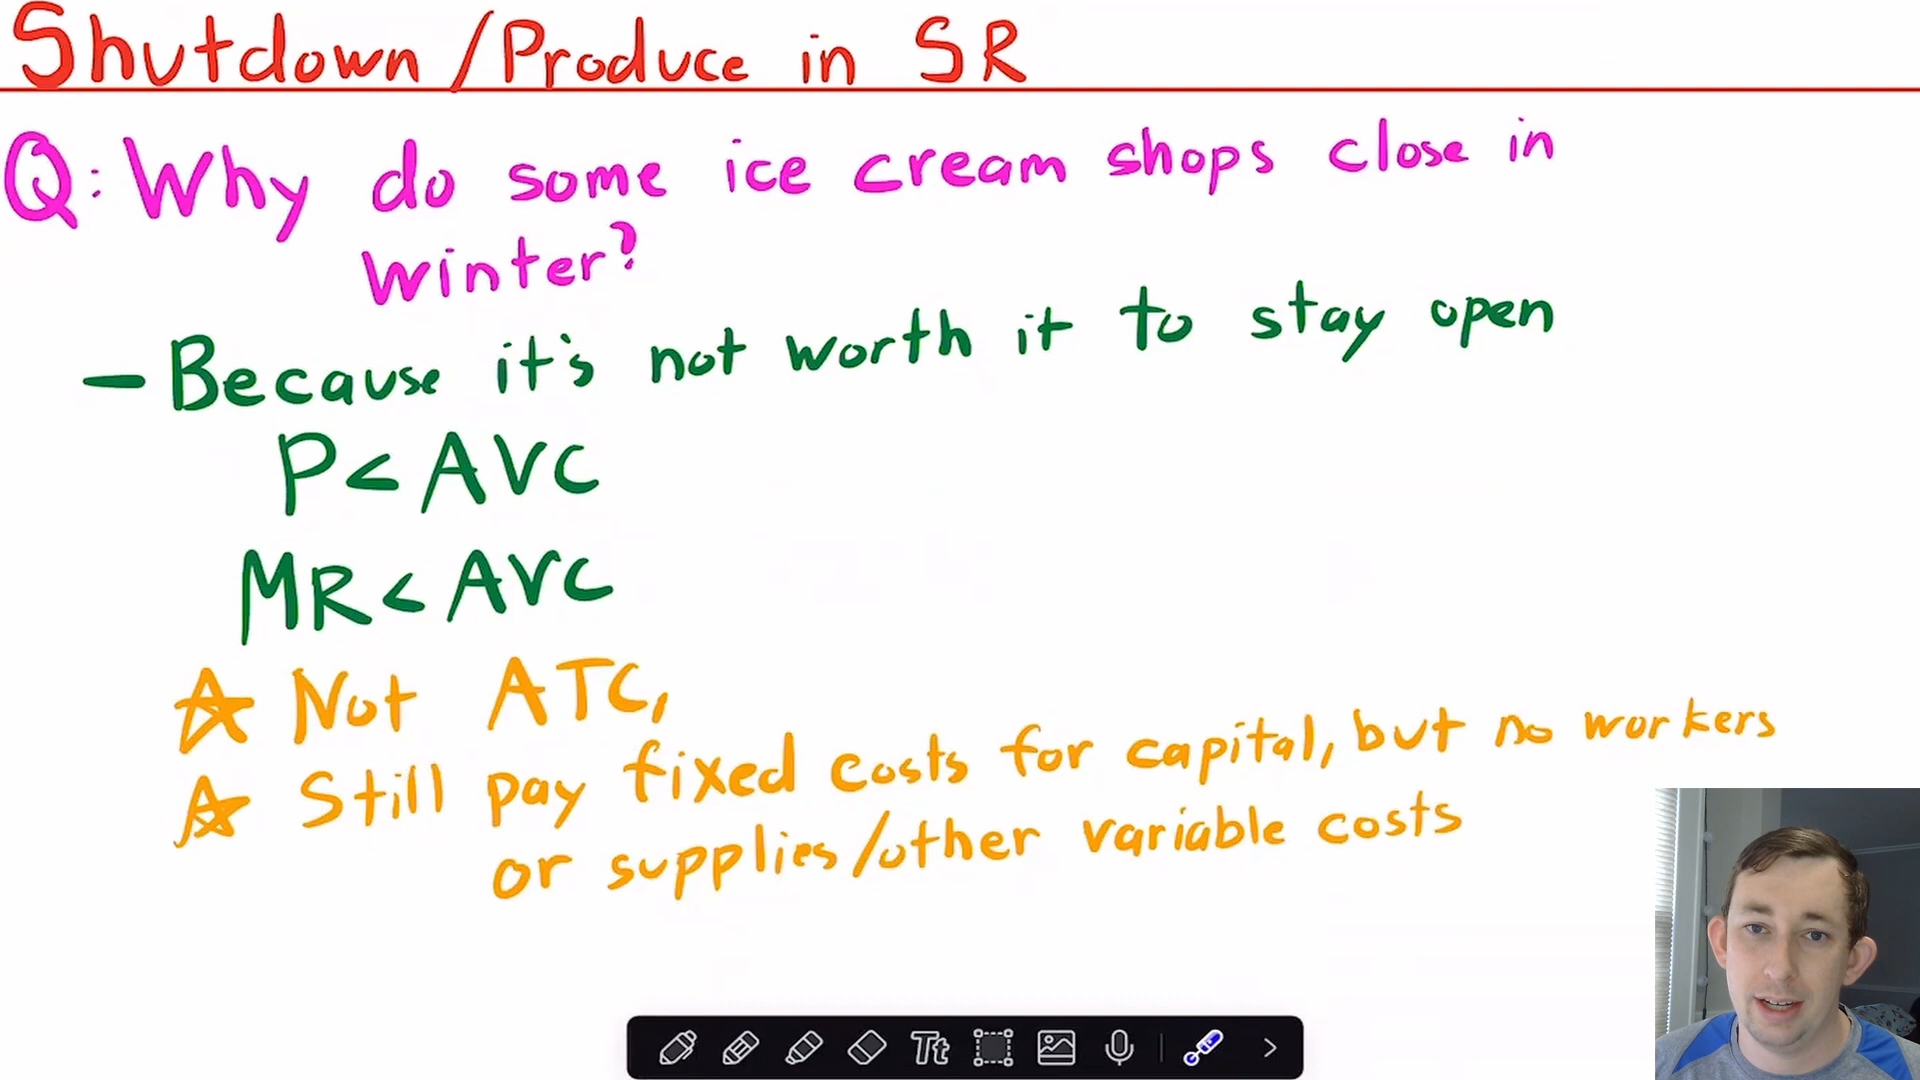 Shutdown/Produce in SR
Q: Why do some ice cream shops close in
winter?
- Because it's not worth it to stay open
P < AVC
MR < AVC
☆ Not ATC,
☆ Still pay fixed costs for capital, but no workers
or supplies/other variable costs
Tt